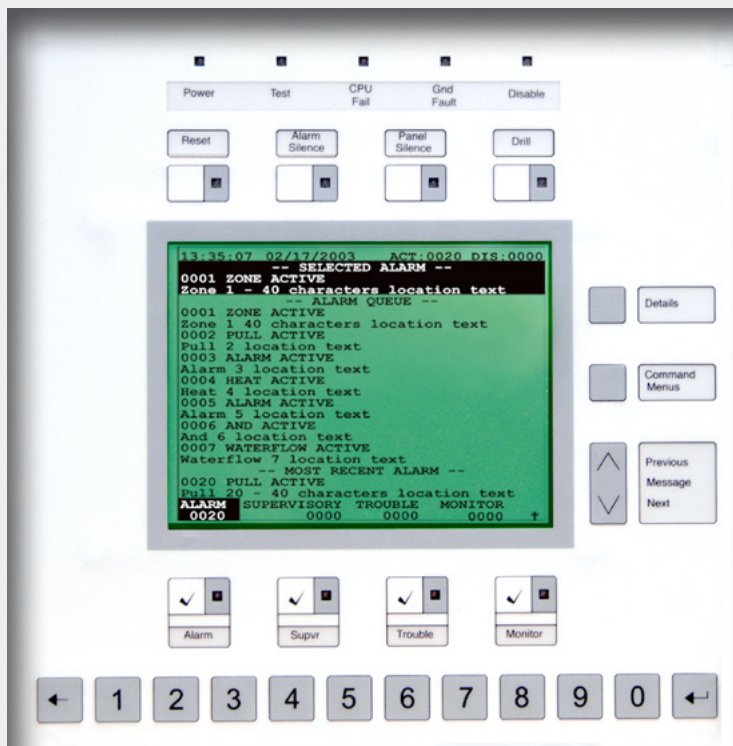 Power Test CPU Fail Gnd Fault Disable
Reset Alarm Silence Panel Silence Drill
13:35:07 02/17/2003 ACT:0020 DIS:0000
-- SELECTED ALARM --
0001 ZONE ACTIVE
Zone 1 - 40 characters location text
-- ALARM QUEUE --
0001 ZONE ACTIVE
Zone 1 40 characters location text
0002 PULL ACTIVE
Pull 2 location text
0003 ALARM ACTIVE
Alarm 3 location text
0004 HEAT ACTIVE
Heat 4 location text
0005 ALARM ACTIVE
Alarm 5 location text
0006 AND ACTIVE
And 6 location text
0007 WATERFLOW ACTIVE
Waterflow 7 location text
-- MOST RECENT ALARM --
0020 PULL ACTIVE
Pull 20 - 40 characters location text
ALARM SUPERVISORY TROUBLE MONITOR
0020 0000 0000 0000 ↑
Details
Command
Menus
Previous
Message
Next
Alarm Supvr Trouble Monitor
← 1 2 3 4 5 6 7 8 9 0 ↵